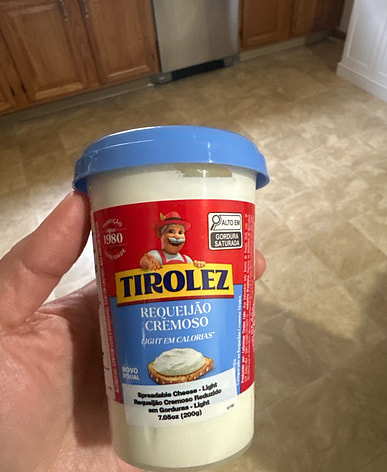 ALTO EM
GORDURA
SATURADA
1980
TIROLEZ
REQUEIJÃO
CREMOSO
LIGHT EM CALORIAS*
NOVO
VISUAL
Spreadable Cheese - Light
Requeijão Cremoso Reduzido
em Gorduras - Light
7.05oz (200g)